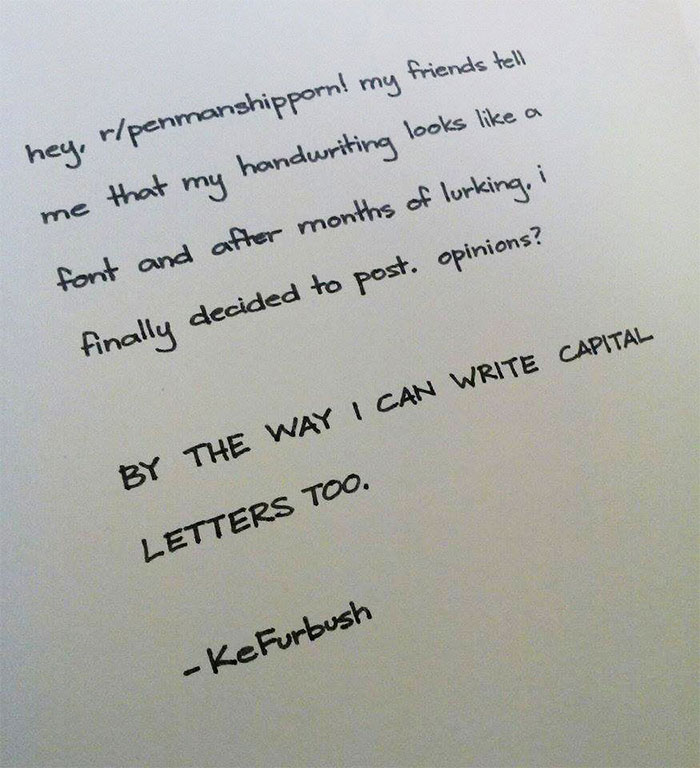 hey, r/penmanshipporn! my friends tell
me that my handwriting looks like a
font and after months of lurking, i
finally decided to post. opinions?
BY THE WAY I CAN WRITE CAPITAL
LETTERS TOO.
-KeFurbush